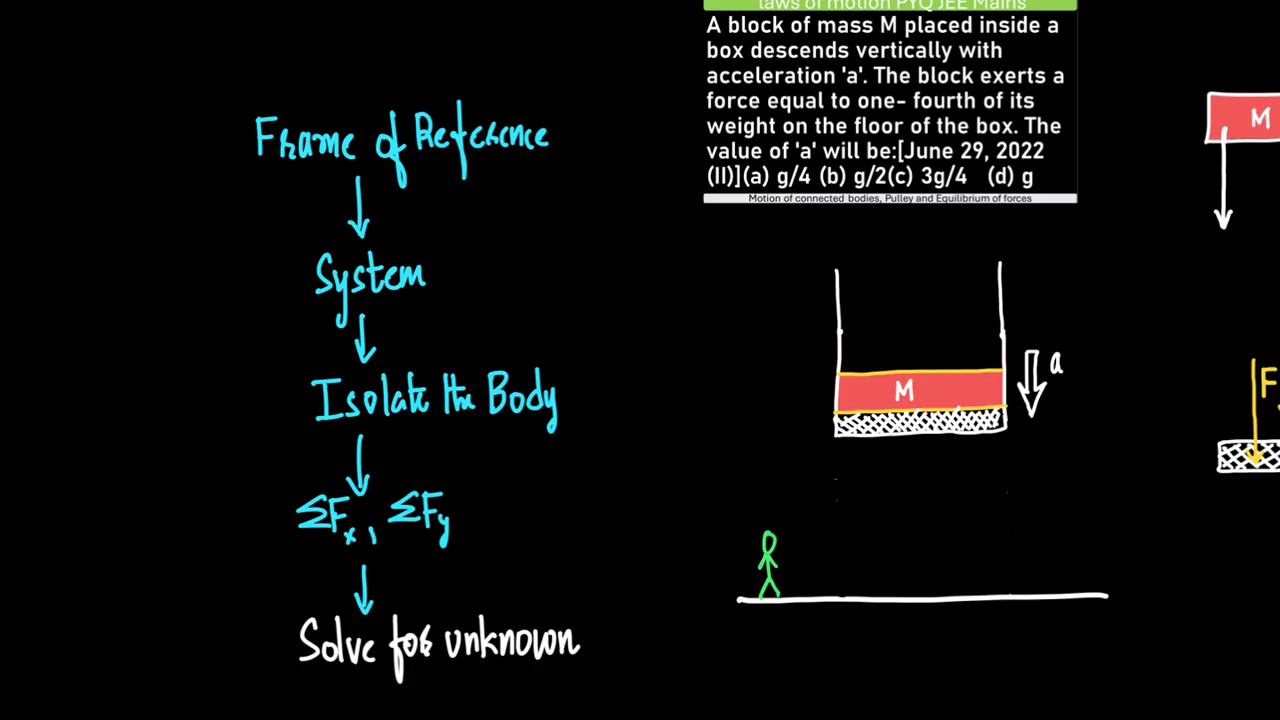 laws of motion PYQ JEE Mains
A block of mass M placed inside a
box descends vertically with
acceleration 'a'. The block exerts a
force equal to one- fourth of its
weight on the floor of the box. The
value of 'a' will be:[June 29, 2022
(II)](a) g/4 (b) g/2(c) 3g/4 (d) g
Motion of connected bodies, Pulley and Equilibrium of forces
Frame of Reference
System
Isolate the Body
ΣFx, ΣFy
Solve for unknown
M
a
M
F